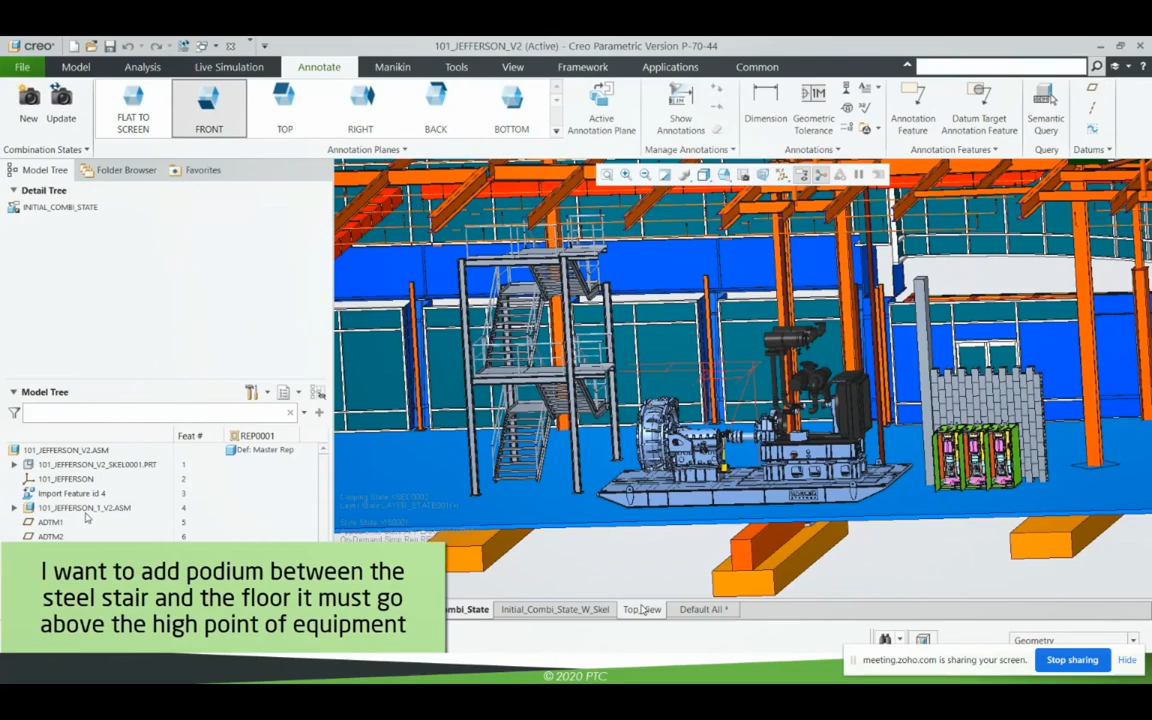 creo
101_JEFFERSON_V2 (Active) - Creo Parametric Version P-70-44
File Model Analysis Live Simulation Annotate Manikin Tools View Framework Applications Common
New Update FLAT TO SCREEN FRONT TOP RIGHT BACK BOTTOM
Active Annotation Plane
Show Annotations
Dimension
Geometric Tolerance
Annotation Feature
Datum Target Annotation Feature
Semantic Query
Combination States Annotation Planes Manage Annotations Annotations Annotation Features Query Datums
Model Tree Folder Browser Favorites
Detail Tree
INITIAL_COMBI_STATE
Model Tree
Feat # REP0001
101_JEFFERSON_V2.ASM Def: Master Rep
101_JEFFERSON_V2_SKEL0001.PRT 1
101_JEFFERSON 2
Import Feature id 4 3
101_JEFFERSON_1_V2.ASM 4
ADTM1 5
ADTM2 6
I want to add podium between the
steel stair and the floor it must go
above the high point of equipment
mbi_State Initial_Combi_State_W_Skel Top View Default All *
Geometry
meeting.zoho.com is sharing your screen. Stop sharing Hide
© 2020 PTC